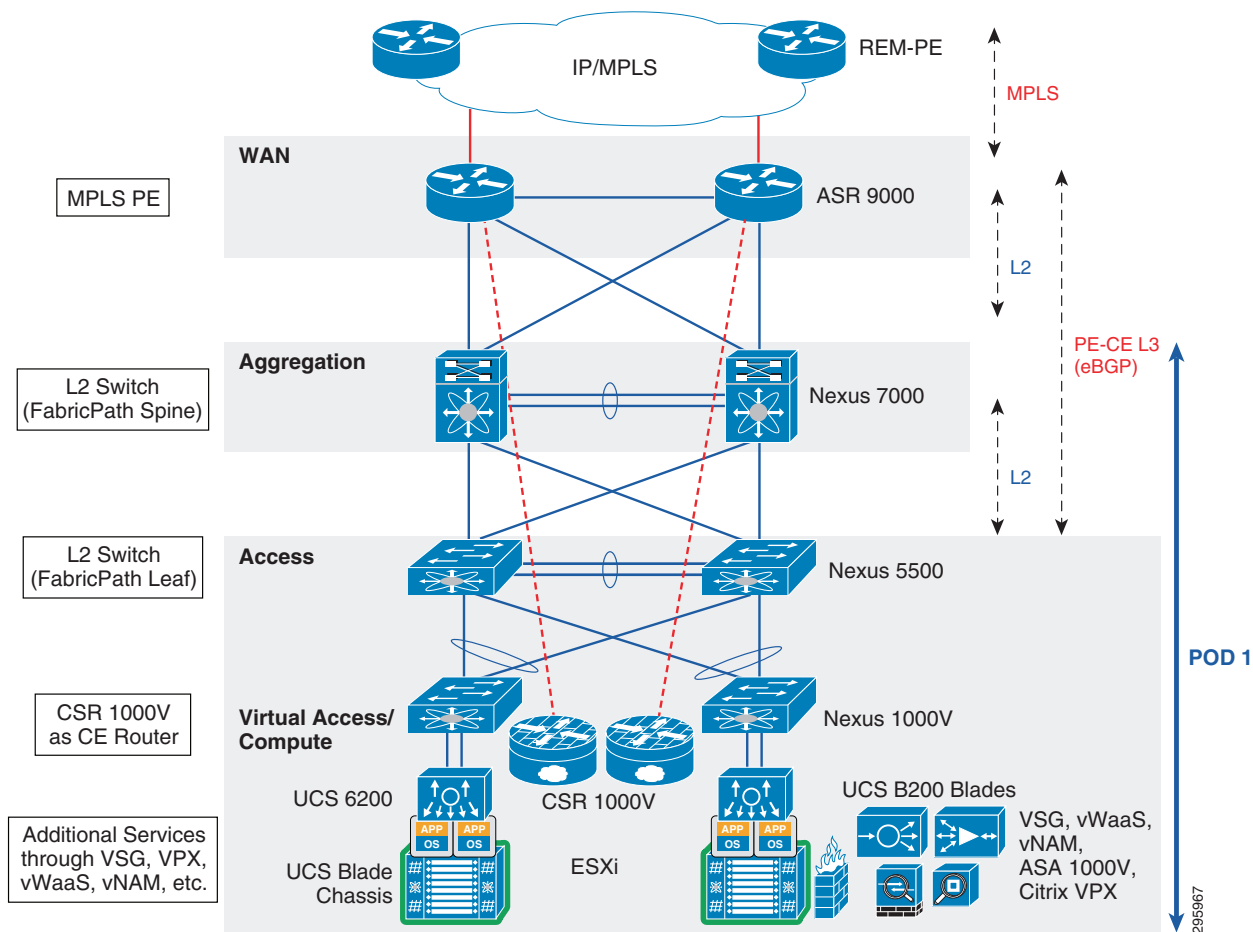 REM-PE
IP/MPLS
MPLS
WAN
MPLS PE
ASR 9000
L2
PE-CE L3
(eBGP)
Aggregation
L2 Switch
(FabricPath Spine)
Nexus 7000
L2
L2 Switch
(FabricPath Leaf)
Access
Nexus 5500
POD 1
CSR 1000V
as CE Router
Virtual Access/
Compute
Nexus 1000V
UCS 6200
CSR 1000V
UCS B200 Blades
APP
APP
OS
OS
APP
APP
OS
OS
Additional Services
through VSG, VPX,
vWaaS, vNAM, etc.
UCS Blade
Chassis
ESXi
VSG, vWaaS,
vNAM,
ASA 1000V,
Citrix VPX
295967